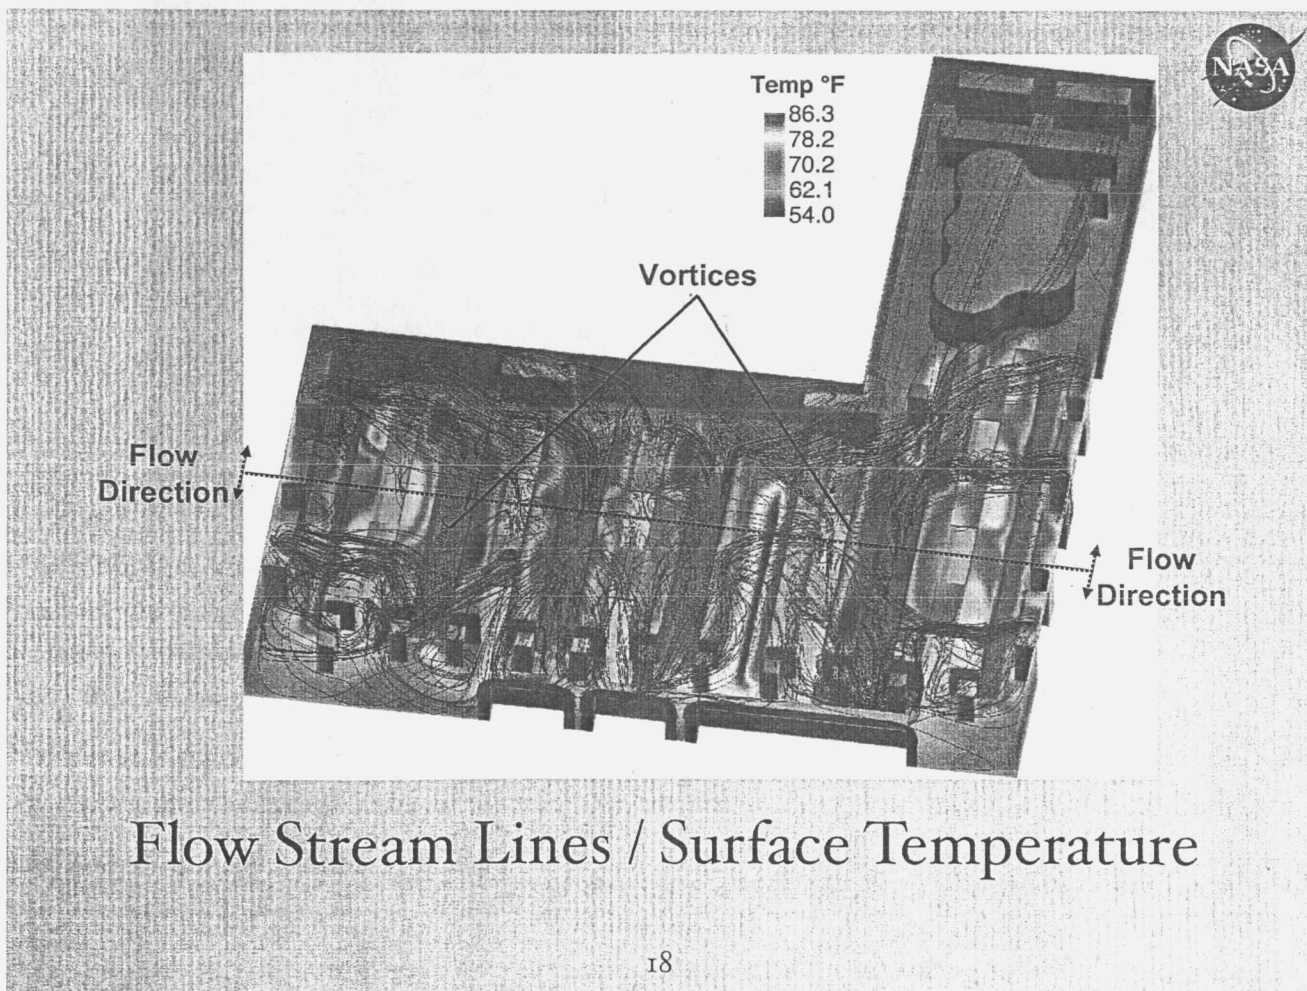 NASA
Temp °F
86.3
78.2
70.2
62.1
54.0
Vortices
Flow
Direction
Flow
Direction
Flow Stream Lines / Surface Temperature
18